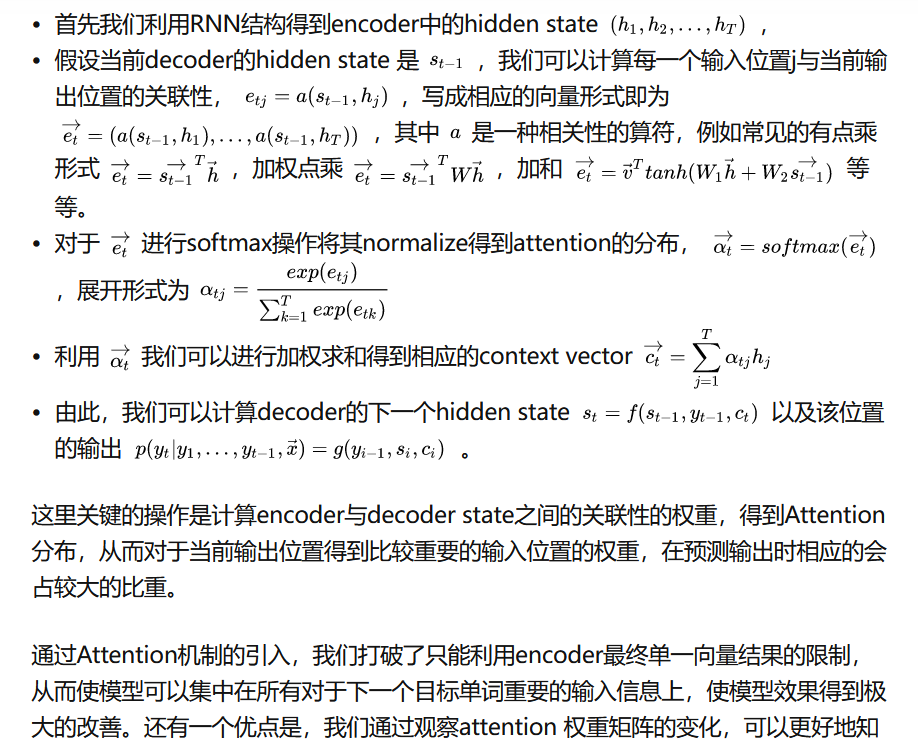 • 首先我们利用RNN结构得到encoder中的hidden state $(h_1, h_2, \ldots, h_T)$ ，
• 假设当前decoder的hidden state 是 $s_{t-1}$ ，我们可以计算每一个输入位置j与当前输
出位置的关联性， $e_{tj} = a(s_{t-1}, h_j)$ ，写成相应的向量形式即为
$\overrightarrow{e_t} = (a(s_{t-1}, h_1), \ldots, a(s_{t-1}, h_T))$ ，其中 $a$ 是一种相关性的算符，例如常见的有点乘
形式 $\overrightarrow{e_t} = \overrightarrow{s_{t-1}}^T \vec{h}$ ，加权点乘 $\overrightarrow{e_t} = \overrightarrow{s_{t-1}}^T W \vec{h}$ ，加和 $\overrightarrow{e_t} = \vec{v}^T tanh(W_1 \vec{h} + W_2 \overrightarrow{s_{t-1}})$ 等
等。
• 对于 $\overrightarrow{e_t}$ 进行softmax操作将其normalize得到attention的分布， $\overrightarrow{\alpha_t} = softmax(\overrightarrow{e_t})$
，展开形式为 $\alpha_{tj} = \frac{exp(e_{tj})}{\sum_{k=1}^{T} exp(e_{tk})}$
• 利用 $\overrightarrow{\alpha_t}$ 我们可以进行加权求和得到相应的context vector $\overrightarrow{c_t} = \sum_{j=1}^{T} \alpha_{tj} h_j$
• 由此，我们可以计算decoder的下一个hidden state $s_t = f(s_{t-1}, y_{t-1}, c_t)$ 以及该位置
的输出 $p(y_t|y_1, \ldots, y_{t-1}, \vec{x}) = g(y_{i-1}, s_i, c_i)$ 。
这里关键的操作是计算encoder与decoder state之间的关联性的权重，得到Attention
分布，从而对于当前输出位置得到比较重要的输入位置的权重，在预测输出时相应的会
占较大的比重。
通过Attention机制的引入，我们打破了只能利用encoder最终单一向量结果的限制，
从而使模型可以集中在所有对于下一个目标单词重要的输入信息上，使模型效果得到极
大的改善。还有一个优点是，我们通过观察attention 权重矩阵的变化，可以更好地知